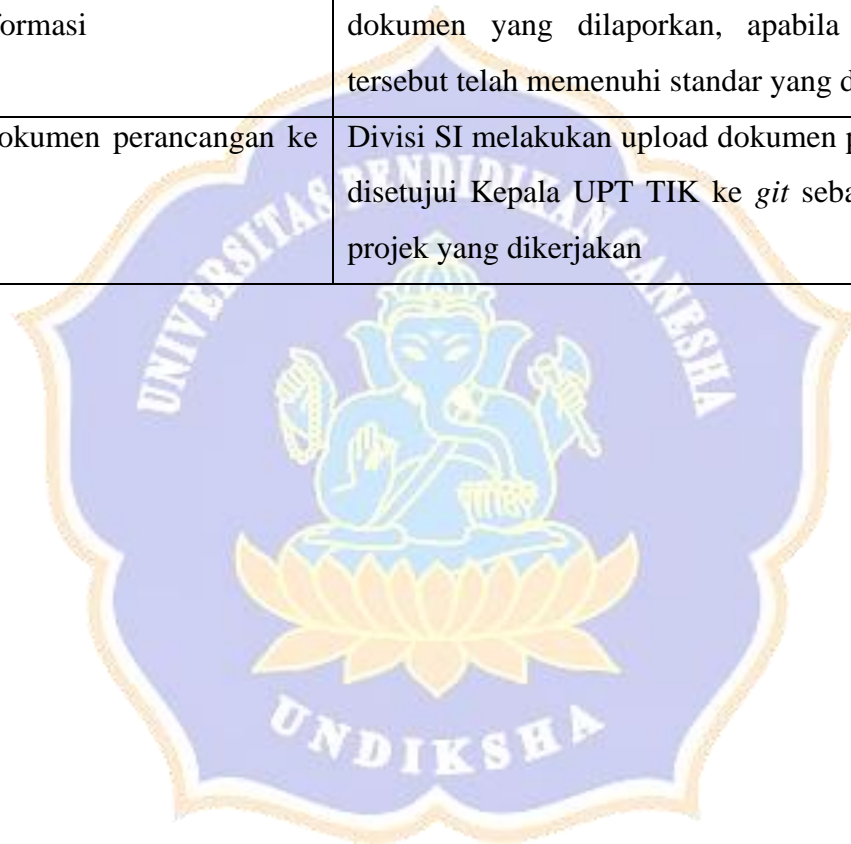 formasi
dokumen yang dilaporkan, apabila
tersebut telah memenuhi standar yang d
okumen perancangan ke
Divisi SI melakukan upload dokumen p
disetujui Kepala UPT TIK ke git seba
projek yang dikerjakan
UNIVERSITAS PENDIDIKAN GANESHA
UNDIKSHA